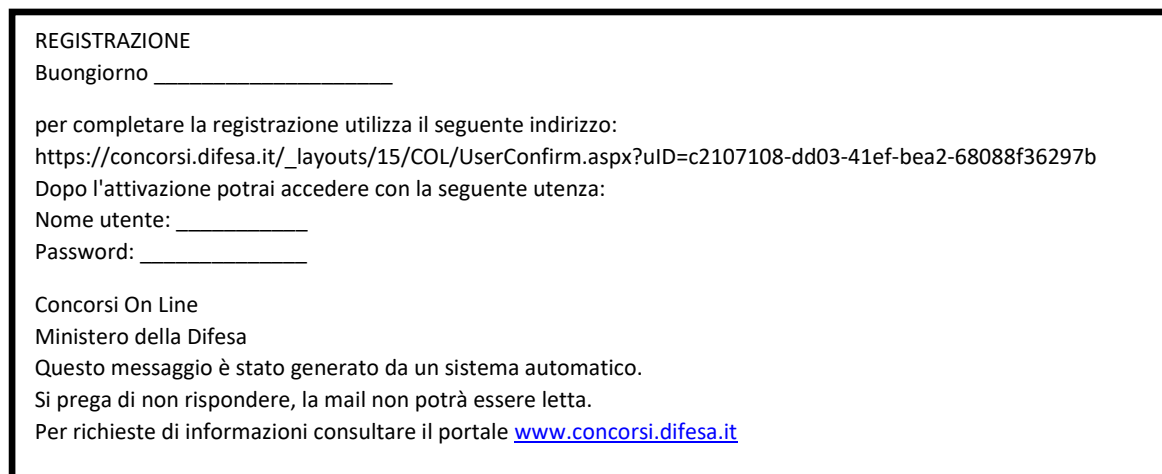 REGISTRAZIONE
Buongiorno ____________________
per completare la registrazione utilizza il seguente indirizzo:
https://concorsi.difesa.it/_layouts/15/COL/UserConfirm.aspx?uID=c2107108-dd03-41ef-bea2-68088f36297b
Dopo l'attivazione potrai accedere con la seguente utenza:
Nome utente: ___________
Password: ______________
Concorsi On Line
Ministero della Difesa
Questo messaggio è stato generato da un sistema automatico.
Si prega di non rispondere, la mail non potrà essere letta.
Per richieste di informazioni consultare il portale www.concorsi.difesa.it